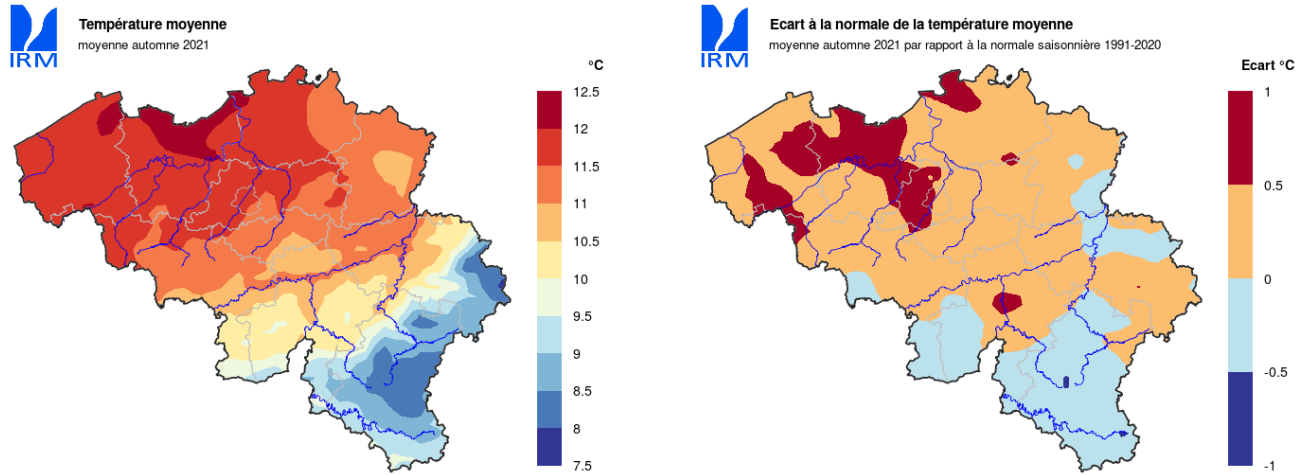 IRM
Température moyenne
moyenne automne 2021
°C
12.5
12
11.5
11
10.5
10
9.5
9
8.5
8
7.5
IRM
Ecart à la normale de la température moyenne
moyenne automne 2021 par rapport à la normale saisonnière 1991-2020
Ecart °C
1
0.5
0
-0.5
-1